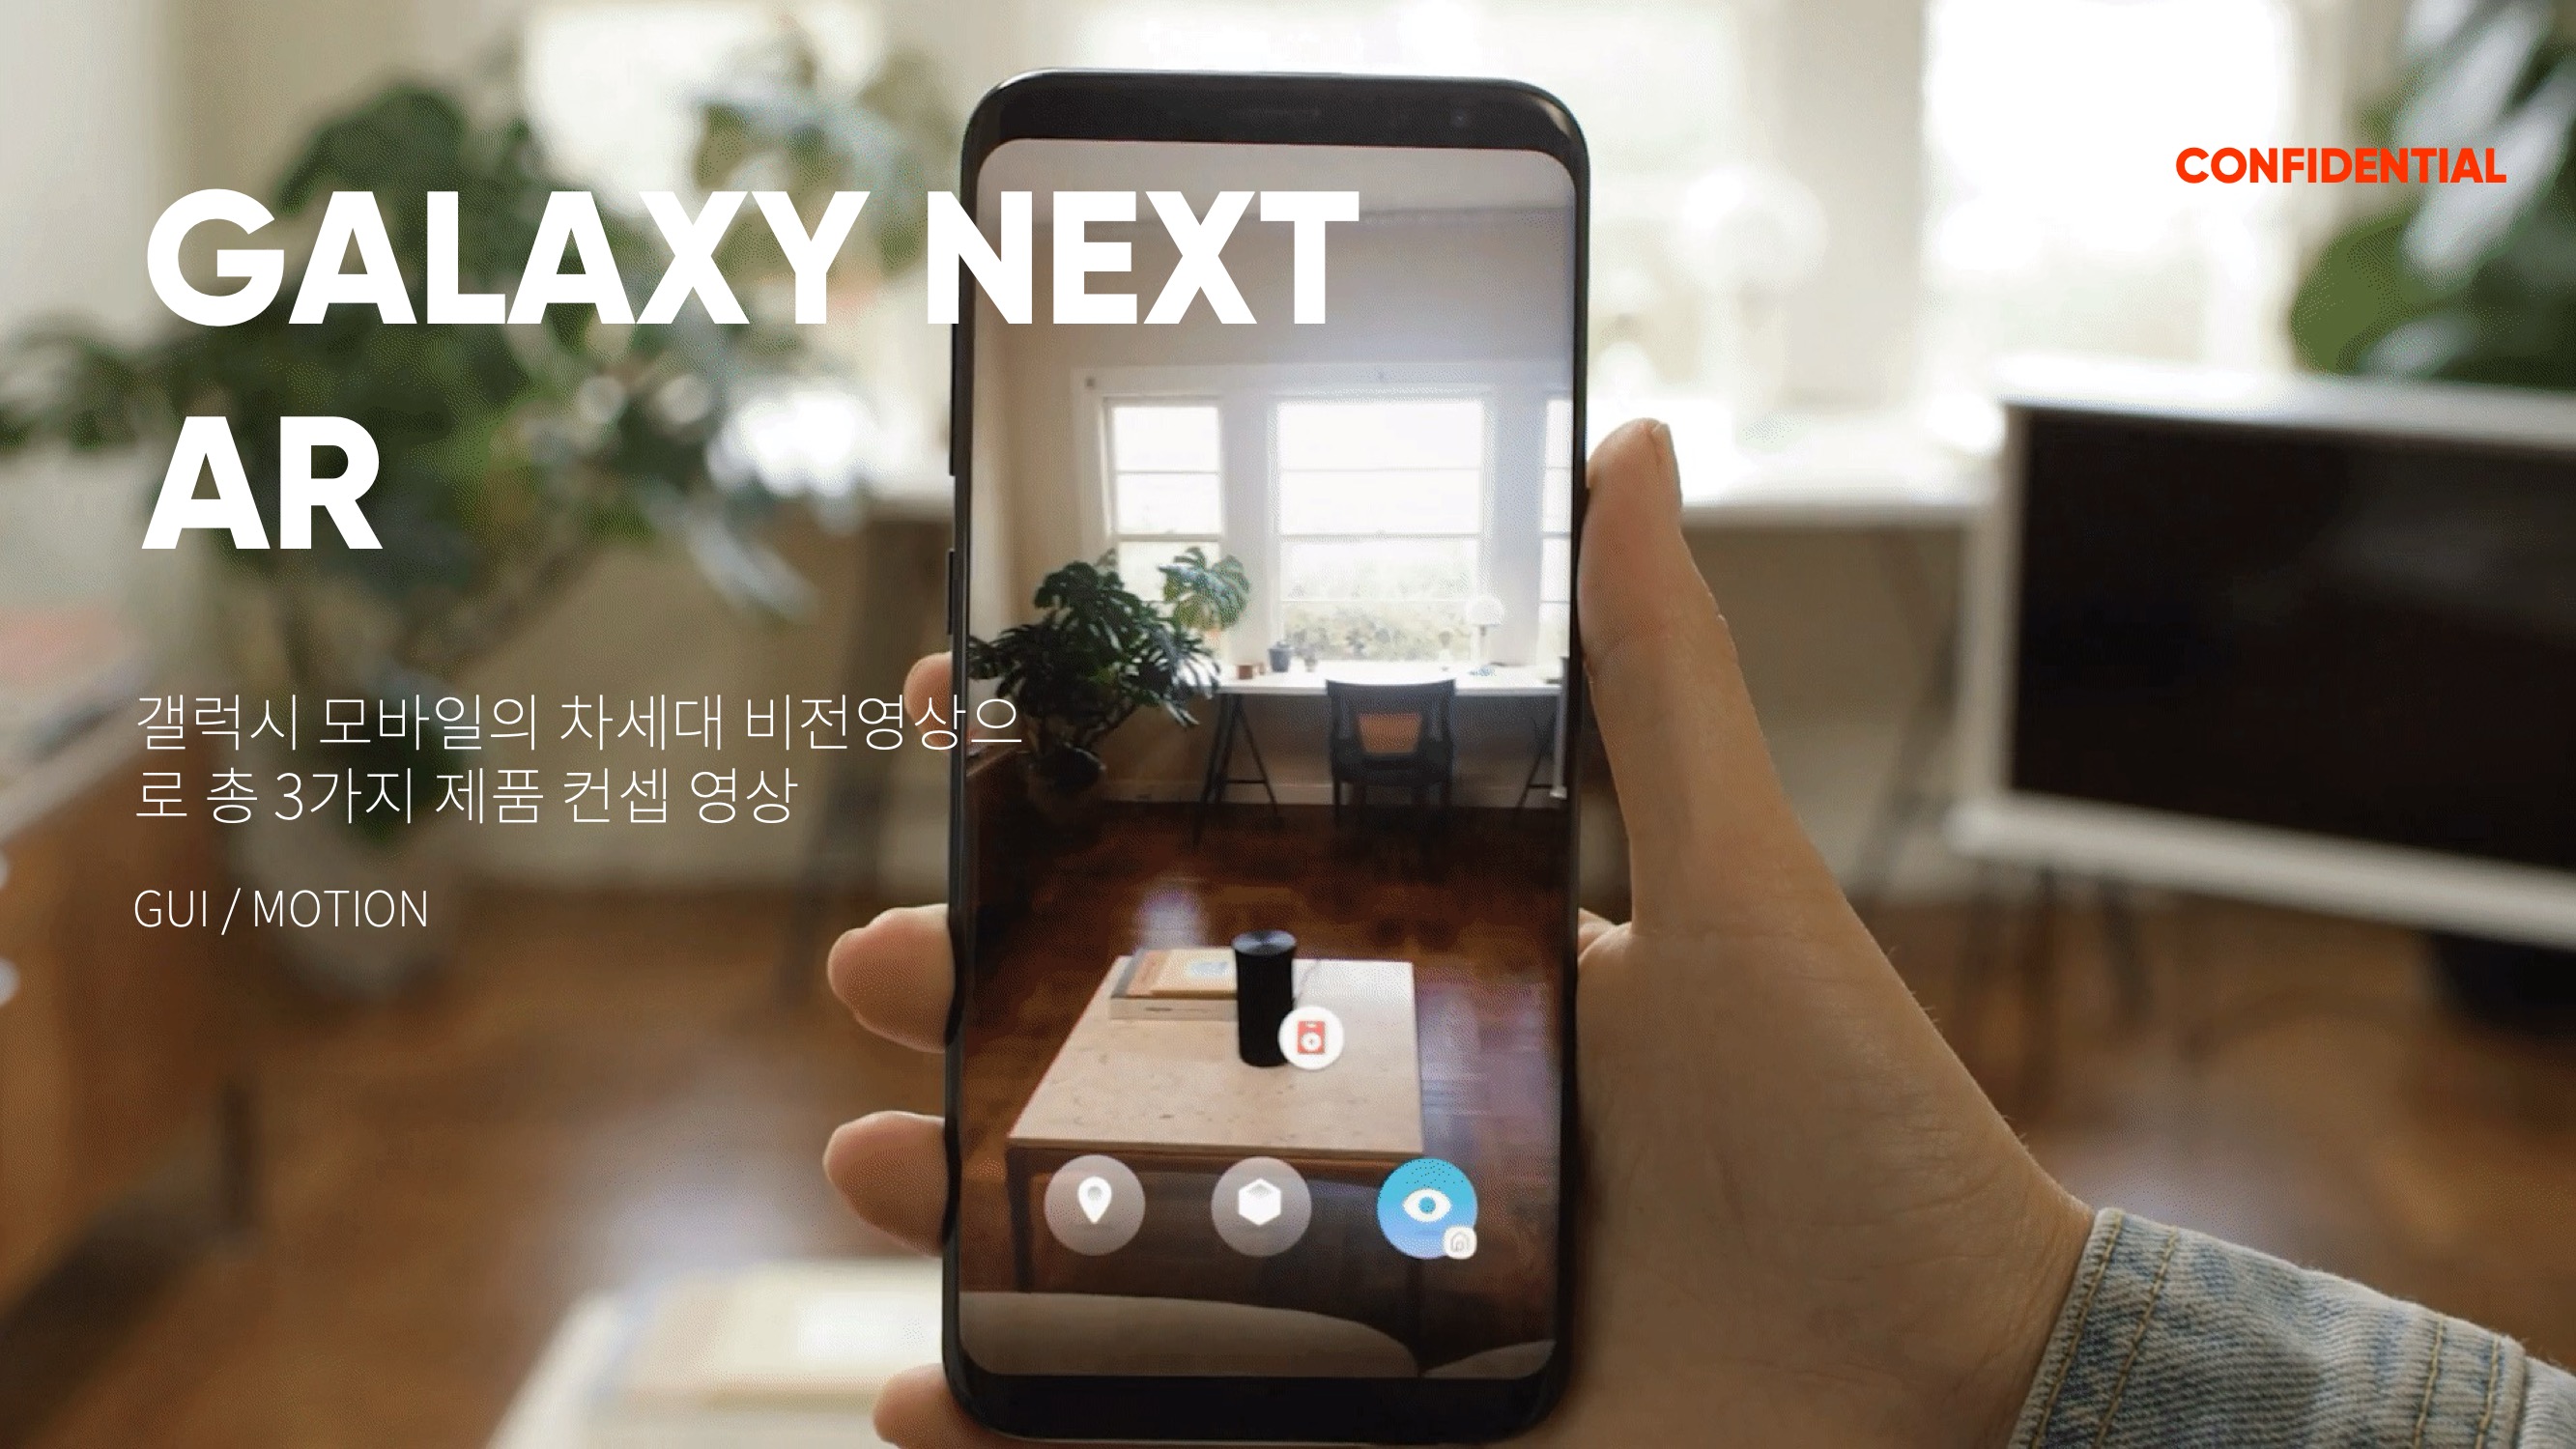 CONFIDENTIAL
GALAXY NEXT
AR
갤럭시 모바일의 차세대 비전영상으
로 총 3가지 제품 컨셉 영상
GUI / MOTION